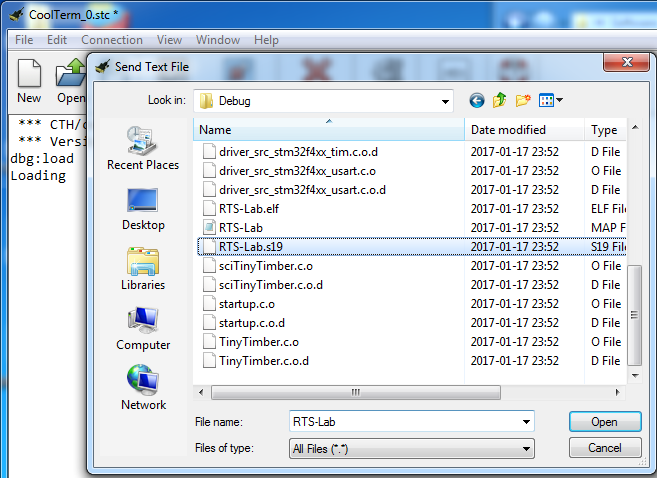 CoolTerm_0.stc *
File Edit Connection View Window Help
New Open
*** CTH/
*** Versi
dbg:load
Loading
Send Text File
Look in: Debug
Recent Places
Desktop
Libraries
Computer
Network
Name Date modified Type
driver_src_stm32f4xx_tim.c.o.d 2017-01-17 23:52 D File
driver_src_stm32f4xx_usart.c.o 2017-01-17 23:52 O File
driver_src_stm32f4xx_usart.c.o.d 2017-01-17 23:52 D File
RTS-Lab.elf 2017-01-17 23:52 ELF File
RTS-Lab 2017-01-17 23:52 MAP F
RTS-Lab.s19 2017-01-17 23:52 S19 File
sciTinyTimber.c.o 2017-01-17 23:52 O File
sciTinyTimber.c.o.d 2017-01-17 23:52 D File
startup.c.o 2017-01-17 23:52 O File
startup.c.o.d 2017-01-17 23:52 D File
TinyTimber.c.o 2017-01-17 23:52 O File
TinyTimber.c.o.d 2017-01-17 23:52 D File
File name: RTS-Lab Open
Files of type: All Files (*.*) Cancel